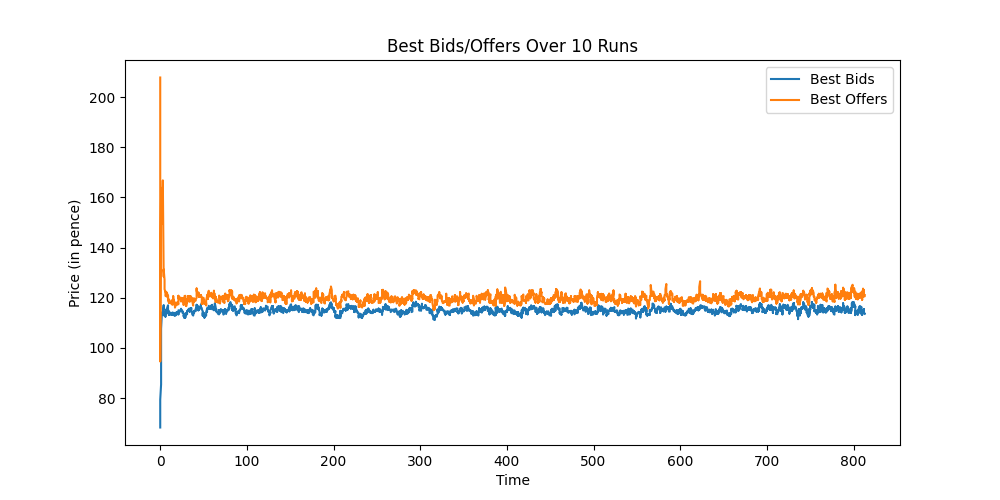 Best Bids/Offers Over 10 Runs
Best Bids
Best Offers
Price (in pence)
200
180
160
140
120
100
80
0 100 200 300 400 500 600 700 800
Time